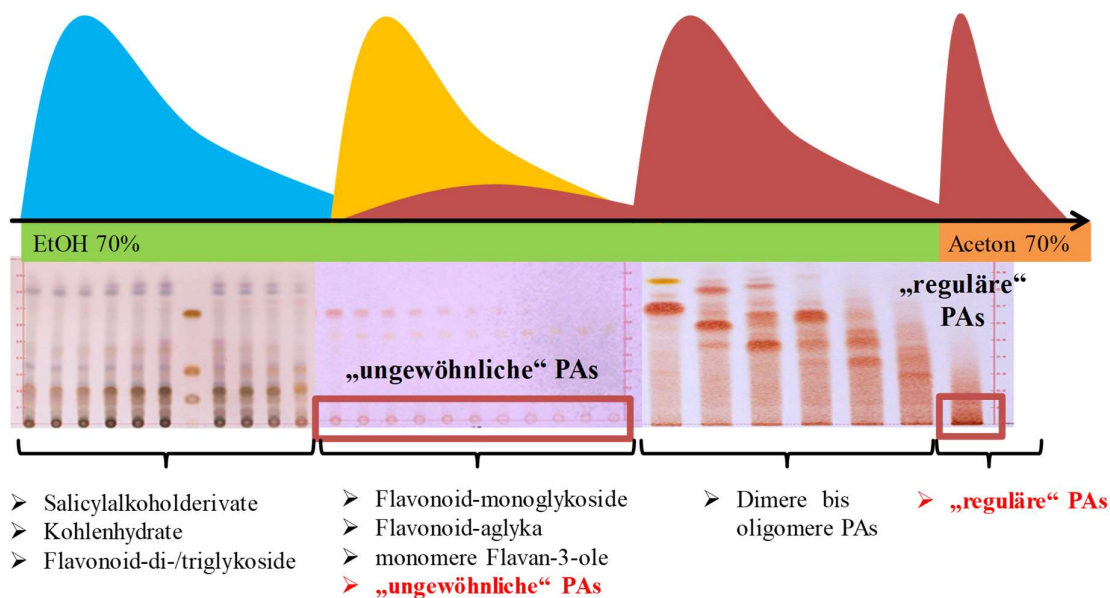 EtOH 70%
Aceton 70%
„reguläre“
PAs
„ungewöhnliche“ PAs
➢ Salicylalkoholderivate
➢ Kohlenhydrate
➢ Flavonoid-di-/triglykoside
➢ Flavonoid-monoglykoside
➢ Flavonoid-aglyka
➢ monomere Flavan-3-ole
➢ „ungewöhnliche“ PAs
➢ Dimere bis
oligomere PAs
➢ „reguläre“ PAs